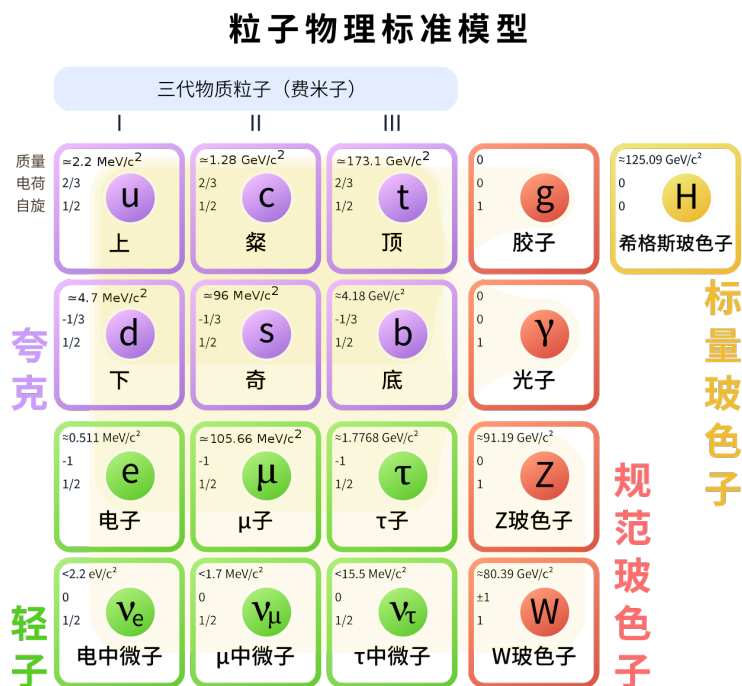 粒子物理标准模型
三代物质粒子（费米子）
I II III
质量
电荷
自旋
≃2.2 MeV/c²
2/3
1/2
u
上
≃1.28 GeV/c²
2/3
1/2
c
粲
≃173.1 GeV/c²
2/3
1/2
t
顶
0
0
1
g
胶子
≈125.09 GeV/c²
0
0
H
希格斯玻色子
≃4.7 MeV/c²
-1/3
1/2
d
下
≃96 MeV/c²
-1/3
1/2
s
奇
≈4.18 GeV/c²
-1/3
1/2
b
底
0
0
1
γ
光子
≈0.511 MeV/c²
-1
1/2
e
电子
≃105.66 MeV/c²
-1
1/2
μ
μ子
≈1.7768 GeV/c²
-1
1/2
τ
τ子
≈91.19 GeV/c²
0
1
Z
Z玻色子
<2.2 eV/c²
0
1/2
νe
电中微子
<1.7 MeV/c²
0
1/2
νμ
μ中微子
<15.5 MeV/c²
0
1/2
ντ
τ中微子
≈80.39 GeV/c²
±1
1
W
W玻色子
夸克
轻子
规范玻色子
标量玻色子